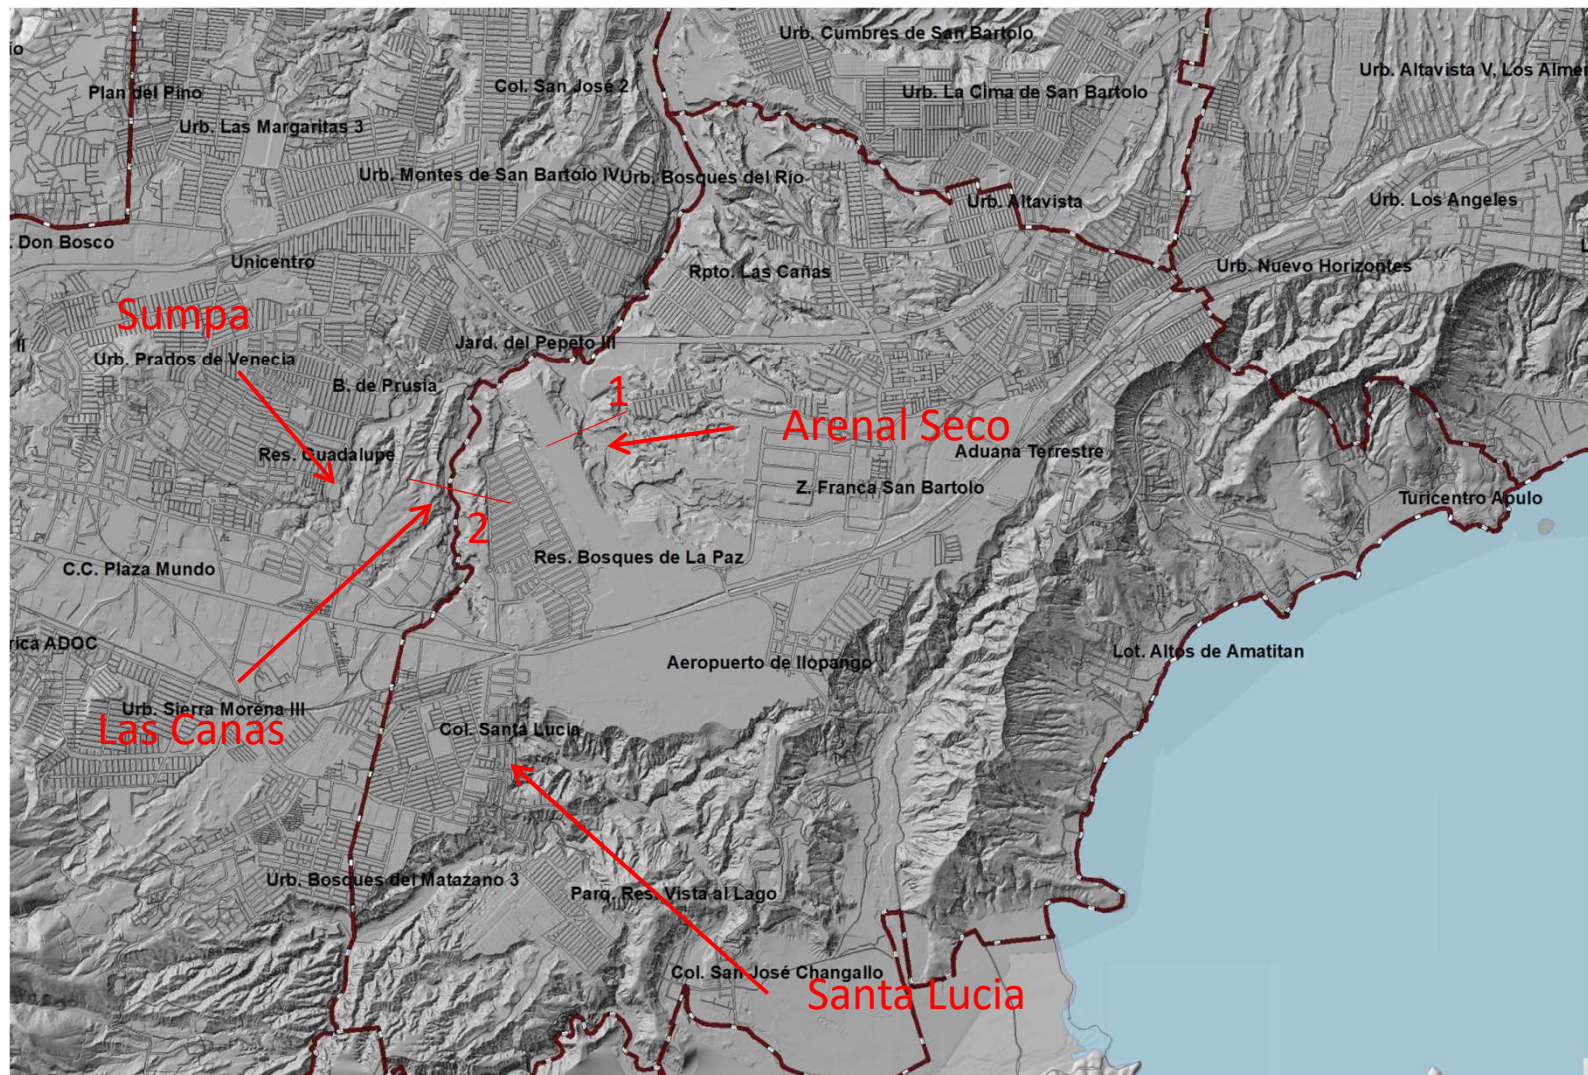 Urb. Cumbres de San Bartolo
Urb. Altavista V, Los Alme
Plan del Pino
Col. San José 2
Urb. La Cima de San Bartolo
Urb. Las Margaritas 3
Urb. Montes de San Bartolo IV
Urb. Bosques del Río
Urb. Altavista
Urb. Los Angeles
. Don Bosco
Unicentro
Rpto. Las Cañas
Urb. Nuevo Horizontes
Sumpa
Jard. del Pepeto III
Urb. Prados de Venecia
B. de Prusia
1
Arenal Seco
Res. Guadalupe
Aduana Terrestre
Z. Franca San Bartolo
Turicentro Apulo
2
Res. Bosques de La Paz
C.C. Plaza Mundo
rica ADOC
Aeropuerto de Ilopango
Lot. Altos de Amatitan
Urb. Sierra Morena III
Las Canas
Col. Santa Lucia
Urb. Bosques del Matazano 3
Parq. Res. Vista al Lago
Col. San José Changallo
Santa Lucia